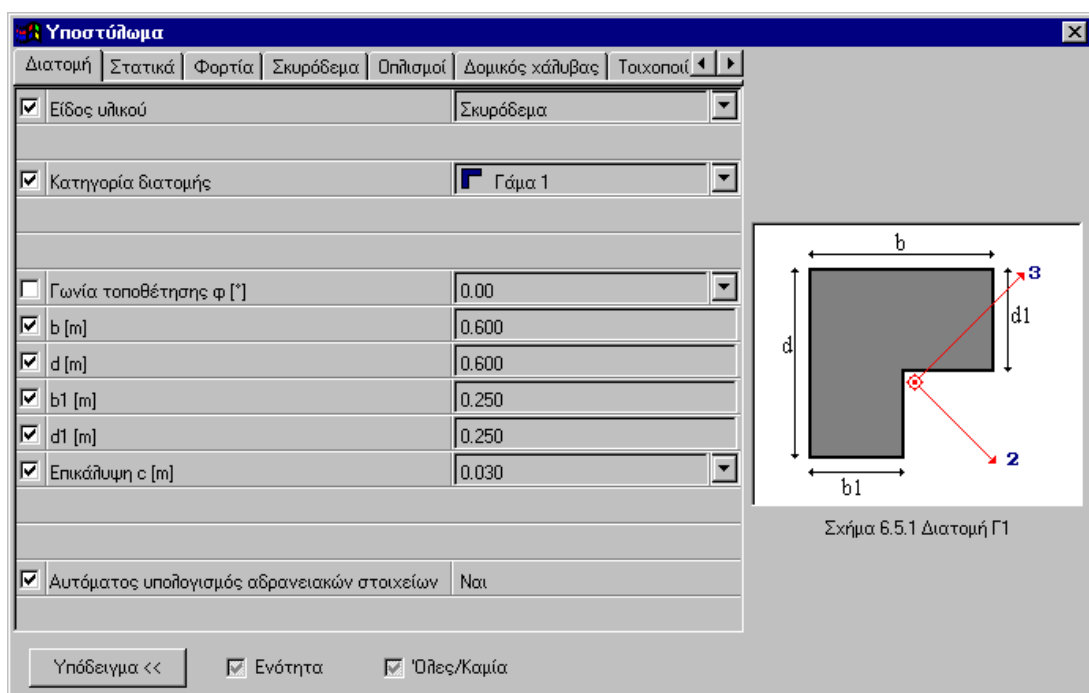 Υποστύλωμα
Διατομή Στατικά Φορτία Σκυρόδεμα Οπλισμοί Δομικός χάλυβας Τοιχοποιί
Είδος υλικού Σκυρόδεμα
Κατηγορία διατομής Γάμα 1
Γωνία τοποθέτησης φ [°] 0.00
b [m] 0.600
d [m] 0.600
b1 [m] 0.250
d1 [m] 0.250
Επικάλυψη c [m] 0.030
Αυτόματος υπολογισμός αδρανειακών στοιχείων Ναι
Υπόδειγμα << Ενότητα Όλες/Καμία
b
3
d1
d
2
b1
Σχήμα 6.5.1 Διατομή Γ1